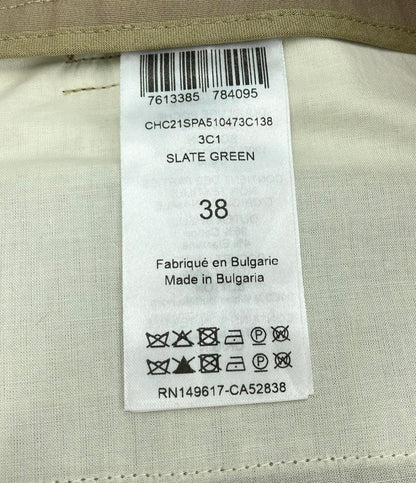 7613385 784095
CHC21SPA510473C138
3C1
SLATE GREEN
38
Fabriqué en Bulgarie
Made in Bulgaria
RN149617-CA52838